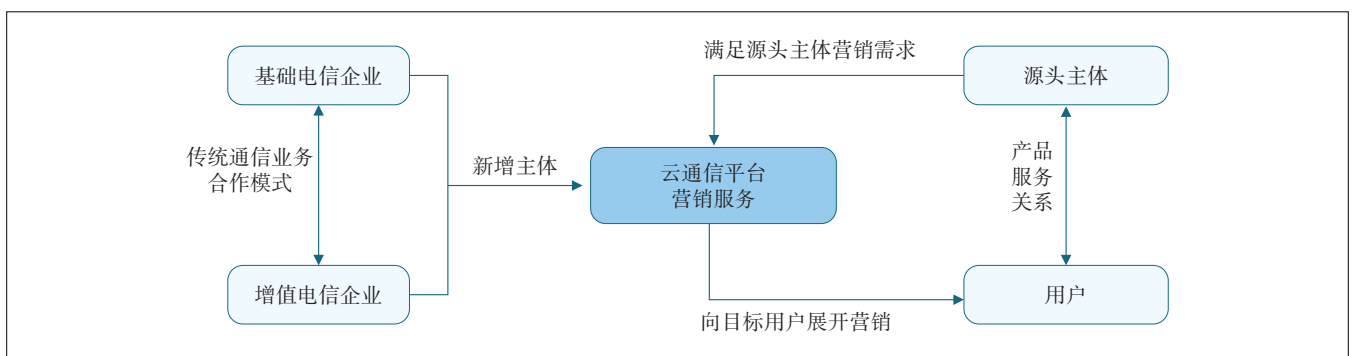 满足源头主体营销需求
基础电信企业
源头主体
传统通信业务
合作模式
新增主体
云通信平台
营销服务
产品
服务
关系
增值电信企业
用户
向目标用户展开营销